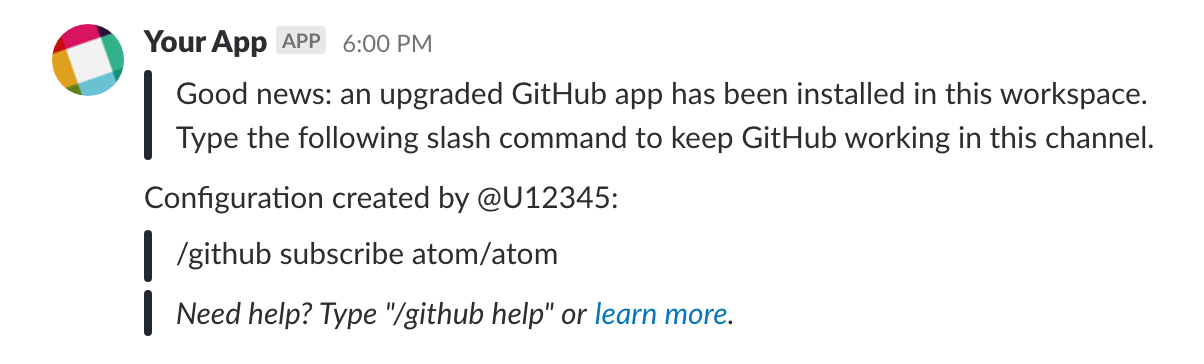 Your App APP 6:00 PM
Good news: an upgraded GitHub app has been installed in this workspace.
Type the following slash command to keep GitHub working in this channel.
Configuration created by @U12345:
/github subscribe atom/atom
Need help? Type "/github help" or learn more.